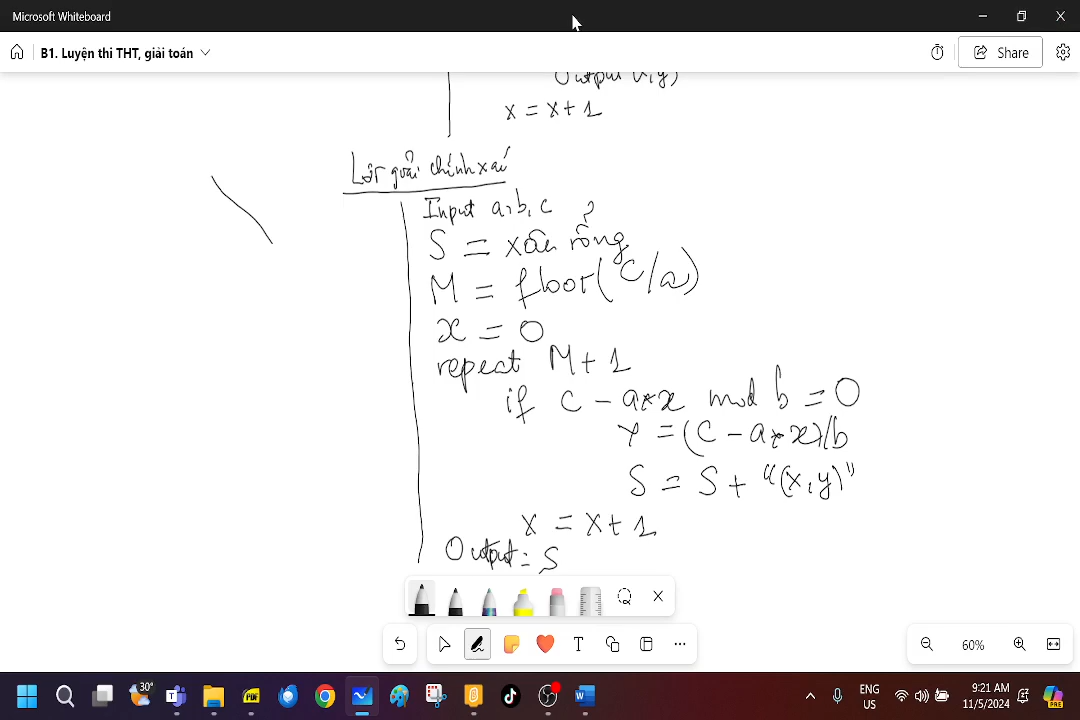 Microsoft Whiteboard
B1. Luyện thi THT, giải toán
Share
Output (x,y)
x = x + 1
Lời giải chính xác
Input a, b, c
S = xâu rỗng
M = floor(C/a)
x = 0
repeat M + 1
if C - a*x mod b = 0
Y = (C - a*x)/b
S = S + "(x,y)"
x = x + 1
Output: S
60%
30°
ENG
US
9:21 AM
11/5/2024